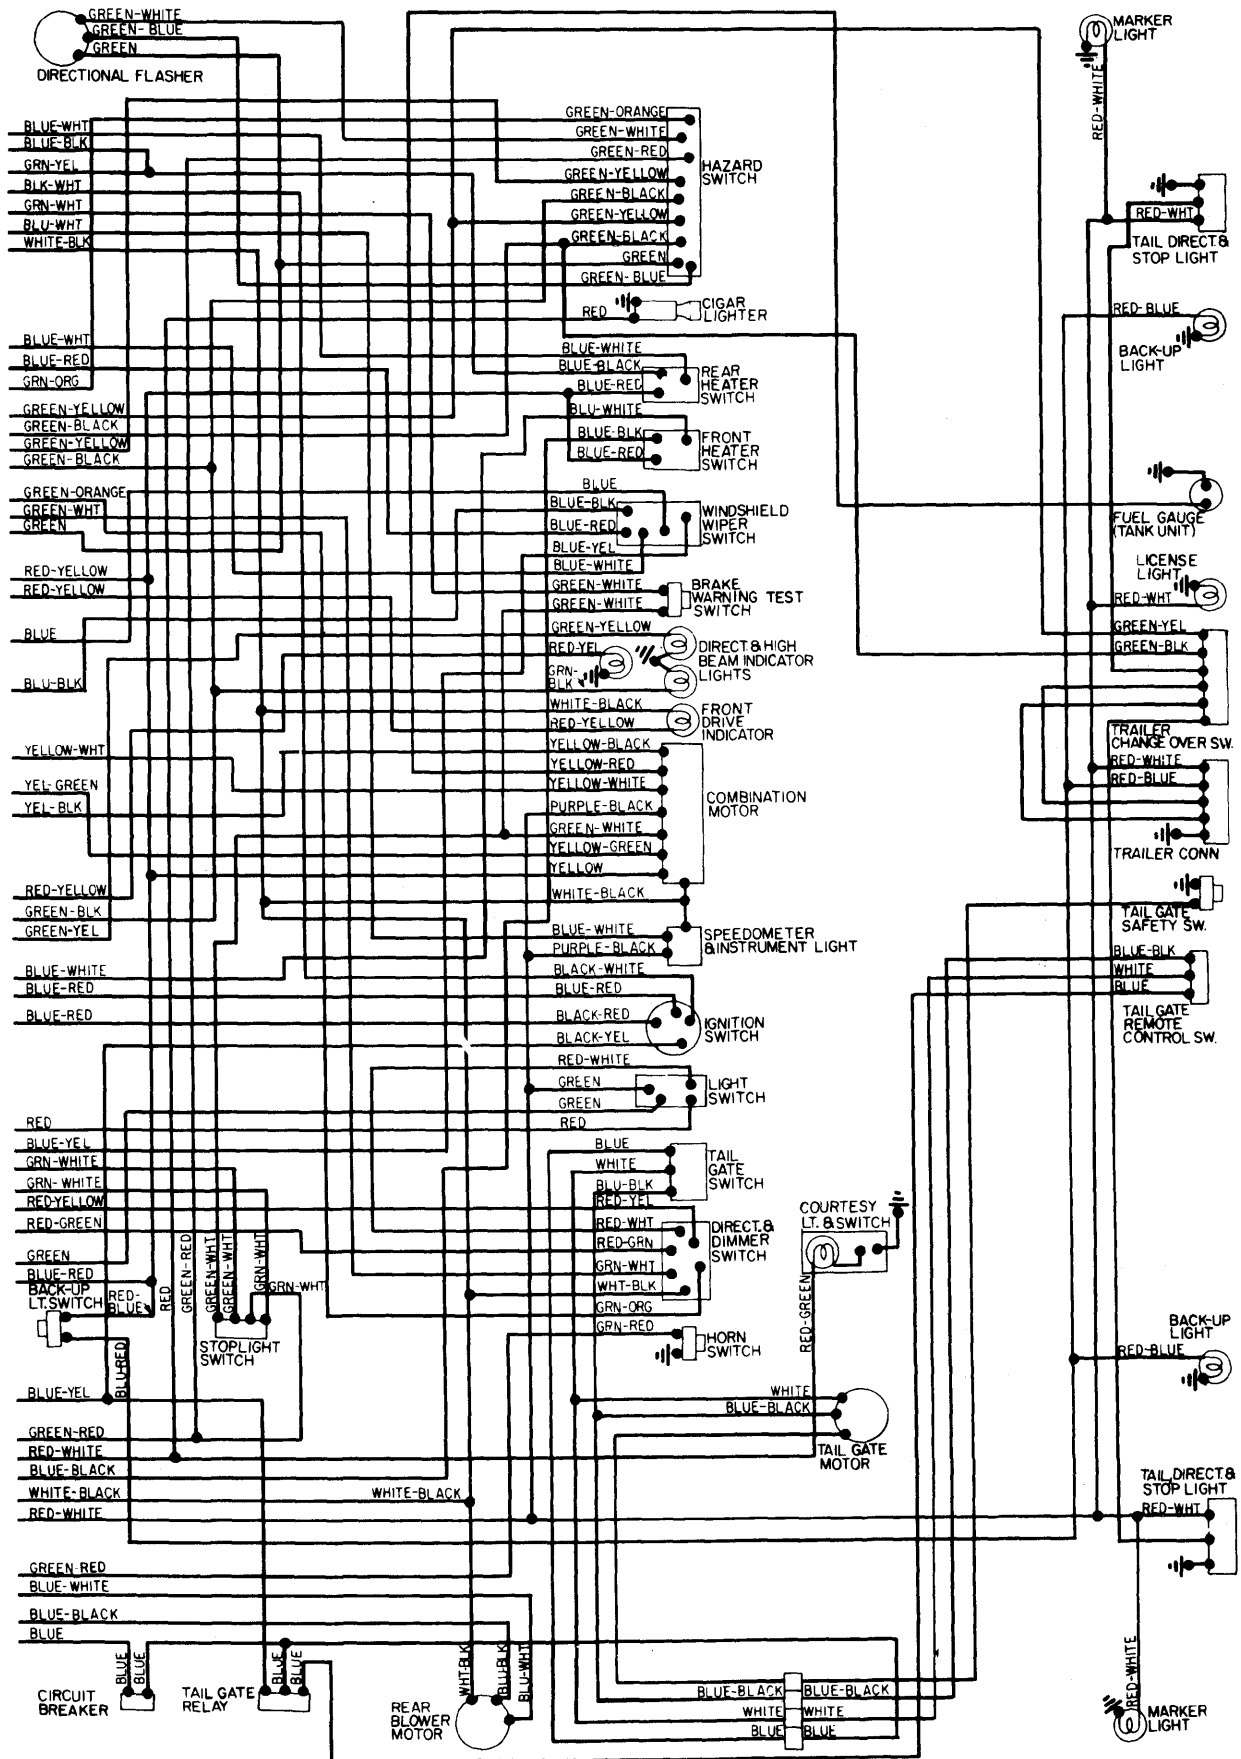 GREEN-WHITE
GREEN-BLUE
GREEN
DIRECTIONAL FLASHER
BLUE-WHT
BLUE-BLK
GRN-YEL
BLK-WHT
GRN-WHT
BLU-WHT
WHITE-BLK
BLUE-WHT
BLUE-RED
GRN-ORG
GREEN-YELLOW
GREEN-BLACK
GREEN-YELLOW
GREEN-BLACK
GREEN-ORANGE
GREEN-WHT
GREEN
RED-YELLOW
RED-YELLOW
BLUE
BLU-BLK
YELLOW-WHT
YEL-GREEN
YEL-BLK
RED-YELLOW
GREEN-BLK
GREEN-YEL
BLUE-WHITE
BLUE-RED
BLUE-RED
RED
BLUE-YEL
GRN-WHITE
GRN-WHITE
RED-YELLOW
RED-GREEN
GREEN
BLUE-RED
BACK-UP
LT. SWITCH
RED-
BLUE
BLU-RED
RED
GREEN-RED
GREEN-WHT
GREEN-WHT
GRN-WHT
GRN-WHT
STOPLIGHT
SWITCH
BLUE-YEL
GREEN-RED
RED-WHITE
BLUE-BLACK
WHITE-BLACK
WHITE-BLACK
RED-WHITE
GREEN-RED
BLUE-WHITE
BLUE-BLACK
BLUE
BLUE
BLUE
CIRCUIT
BREAKER
BLUE
BLUE
TAIL GATE
RELAY
WHT-BLK
BLU-BLK
BLU-WHT
REAR
BLOWER
MOTOR
GREEN-ORANGE
GREEN-WHITE
GREEN-RED
GREEN-YELLOW
GREEN-BLACK
GREEN-YELLOW
GREEN-BLACK
GREEN
GREEN-BLUE
HAZARD
SWITCH
RED
CIGAR
LIGHTER
BLUE-WHITE
BLUE-BLACK
BLUE-RED
REAR
HEATER
SWITCH
BLU-WHITE
BLUE-BLK
BLUE-RED
FRONT
HEATER
SWITCH
BLUE
BLUE-BLK
BLUE-RED
BLUE-YEL
BLUE-WHITE
WINDSHIELD
WIPER
SWITCH
GREEN-WHITE
GREEN-WHITE
BRAKE
WARNING TEST
SWITCH
GREEN-YELLOW
RED-YEL
GRN-
BLK
DIRECT. & HIGH
BEAM INDICATOR
LIGHTS
WHITE-BLACK
RED-YELLOW
FRONT
DRIVE
INDICATOR
YELLOW-BLACK
YELLOW-RED
YELLOW-WHITE
PURPLE-BLACK
GREEN-WHITE
YELLOW-GREEN
YELLOW
COMBINATION
MOTOR
WHITE-BLACK
BLUE-WHITE
PURPLE-BLACK
SPEEDOMETER
& INSTRUMENT LIGHT
BLACK-WHITE
BLUE-RED
BLACK-RED
BLACK-YEL
IGNITION
SWITCH
RED-WHITE
GREEN
GREEN
RED
LIGHT
SWITCH
BLUE
WHITE
BLU-BLK
TAIL
GATE
SWITCH
RED-YEL
RED-WHT
RED-GRN
GRN-WHT
WHT-BLK
GRN-ORG
DIRECT. &
DIMMER
SWITCH
GRN-RED
HORN
SWITCH
COURTESY
LT. & SWITCH
RED-GREEN
WHITE
BLUE-BLACK
TAIL GATE
MOTOR
BLUE-BLACK
BLUE-BLACK
WHITE
WHITE
BLUE
BLUE
MARKER
LIGHT
RED-WHITE
RED-WHT
TAIL DIRECT. &
STOP LIGHT
RED-BLUE
BACK-UP
LIGHT
FUEL GAUGE
(TANK UNIT)
LICENSE
LIGHT
RED-WHT
GREEN-YEL
GREEN-BLK
TRAILER
CHANGE OVER SW.
RED-WHITE
RED-BLUE
TRAILER CONN
TAIL GATE
SAFETY SW.
BLUE-BLK
WHITE
BLUE
TAIL GATE
REMOTE
CONTROL SW.
BACK-UP
LIGHT
RED-BLUE
TAIL, DIRECT. &
STOP LIGHT
RED-WHT
RED-WHITE
MARKER
LIGHT